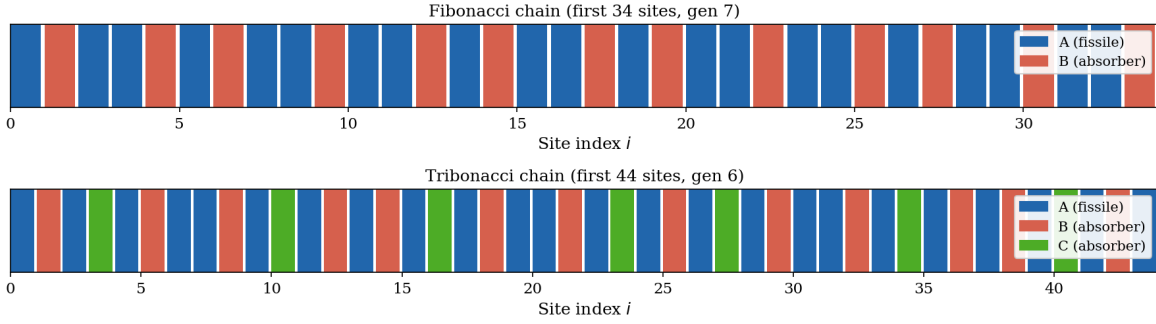 Fibonacci chain (first 34 sites, gen 7)
A (fissile)
B (absorber)
0 5 10 15 20 25 30
Site index i
Tribonacci chain (first 44 sites, gen 6)
A (fissile)
B (absorber)
C (absorber)
0 5 10 15 20 25 30 35 40
Site index i